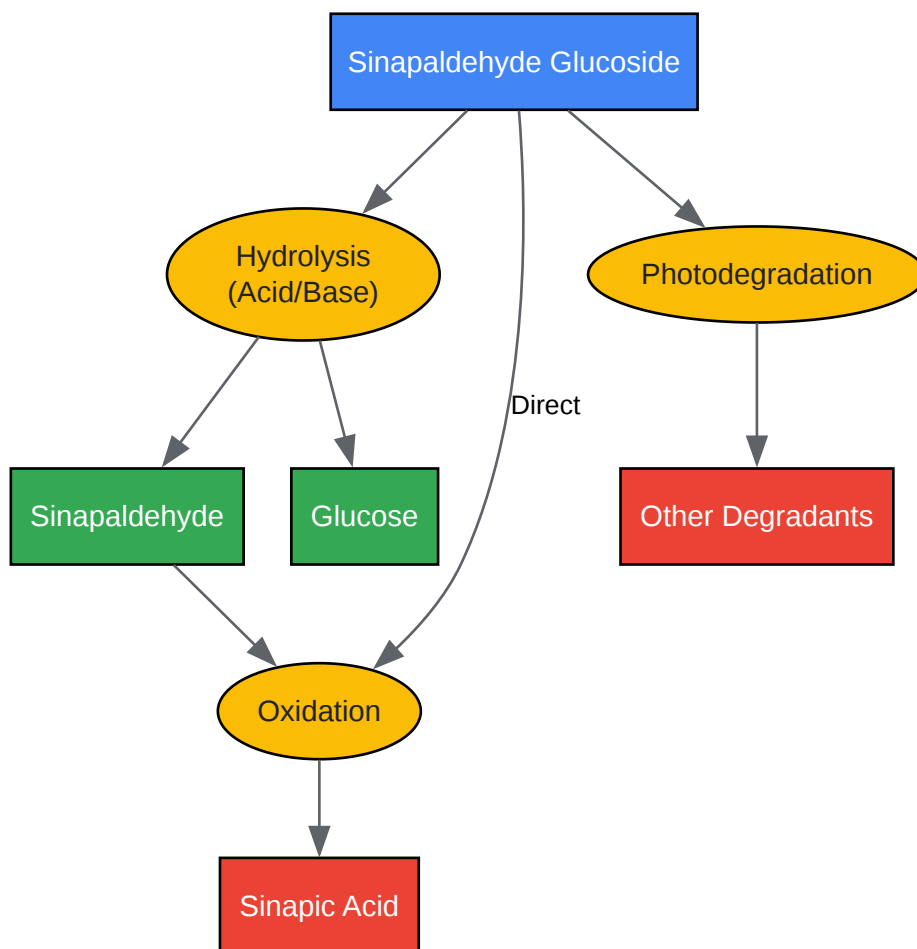 Sinapaldehyde Glucoside
Hydrolysis
(Acid/Base)
Photodegradation
Direct
Sinapaldehyde
Glucose
Other Degradants
Oxidation
Sinapic Acid